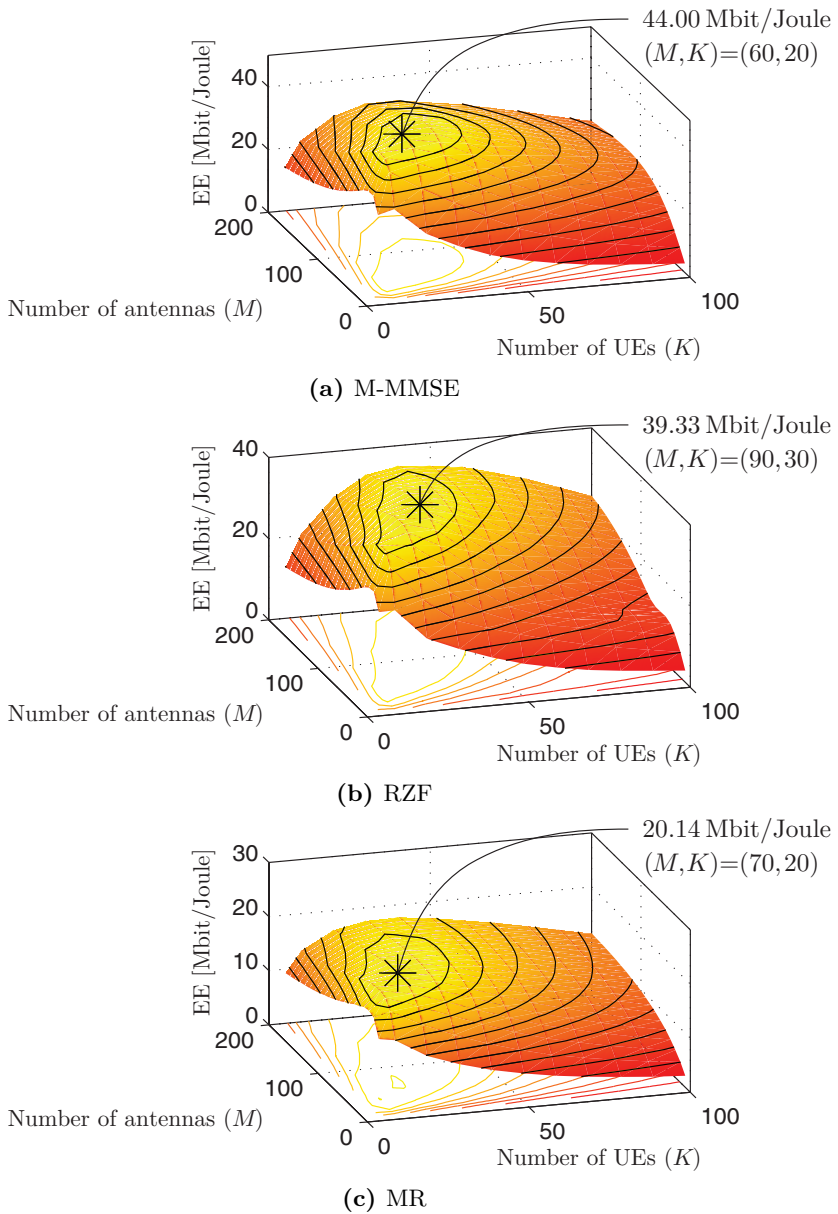 44.00 Mbit/Joule
(M,K)=(60,20)
EE [Mbit/Joule]
40
20
0
200
100
0
Number of antennas (M)
0
50
100
Number of UEs (K)
(a) M-MMSE
39.33 Mbit/Joule
(M,K)=(90,30)
EE [Mbit/Joule]
40
20
0
200
100
0
Number of antennas (M)
0
50
100
Number of UEs (K)
(b) RZF
20.14 Mbit/Joule
(M,K)=(70,20)
EE [Mbit/Joule]
30
20
10
0
200
100
0
Number of antennas (M)
0
50
100
Number of UEs (K)
(c) MR